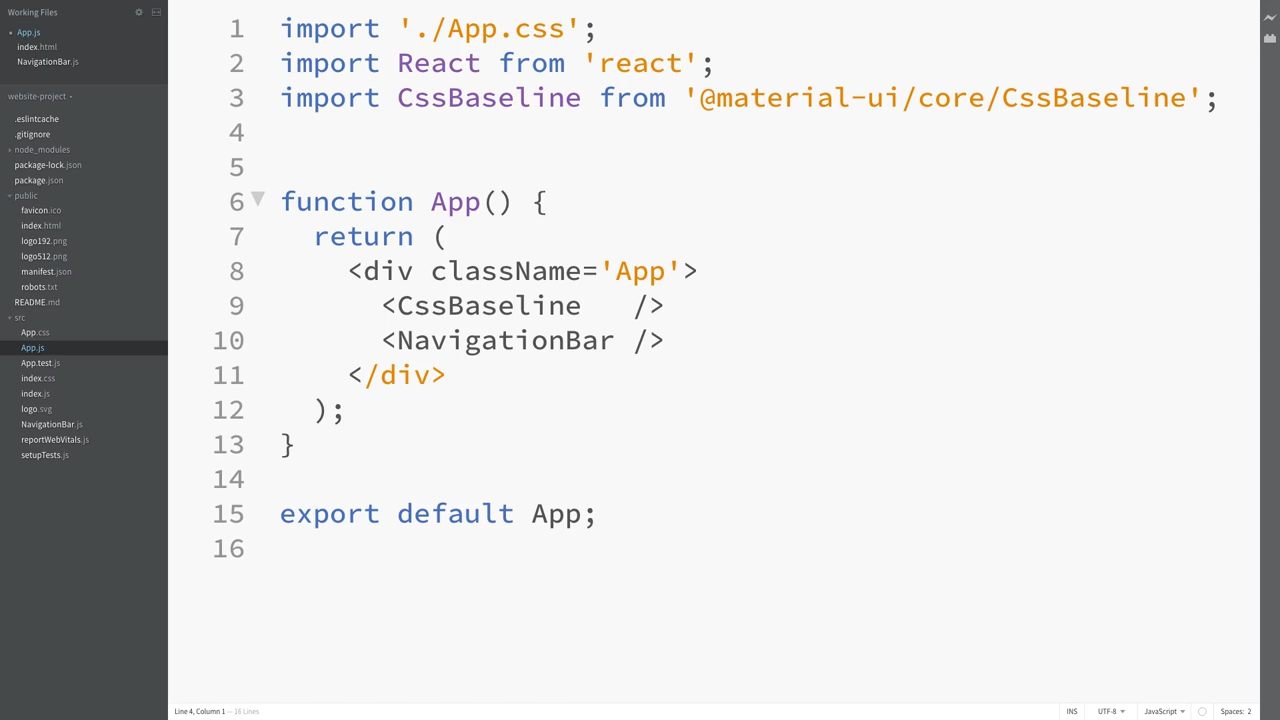 Working Files
App.js
index.html
NavigationBar.js
website-project
.eslintcache
.gitignore
node_modules
package-lock.json
package.json
public
favicon.ico
index.html
logo192.png
logo512.png
manifest.json
robots.txt
README.md
src
App.css
App.js
App.test.js
index.css
index.js
logo.svg
NavigationBar.js
reportWebVitals.js
setupTests.js
1 import './App.css';
2 import React from 'react';
3 import CssBaseline from '@material-ui/core/CssBaseline';
4
5
6 function App() {
7 return (
8 <div className='App'>
9 <CssBaseline />
10 <NavigationBar />
11 </div>
12 );
13 }
14
15 export default App;
16
Line 4, Column 1 — 16 Lines
INS UTF-8 JavaScript Spaces: 2